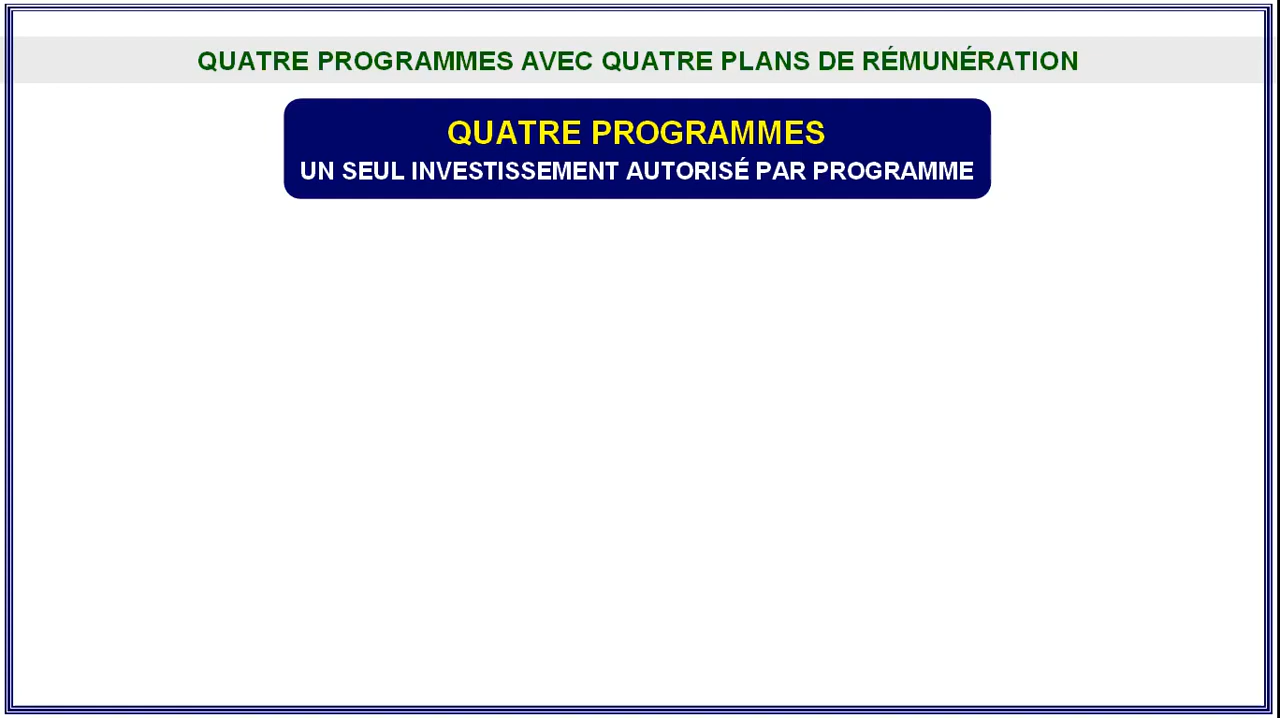 QUATRE PROGRAMMES AVEC QUATRE PLANS DE RÉMUNÉRATION
QUATRE PROGRAMMES
UN SEUL INVESTISSEMENT AUTORISÉ PAR PROGRAMME